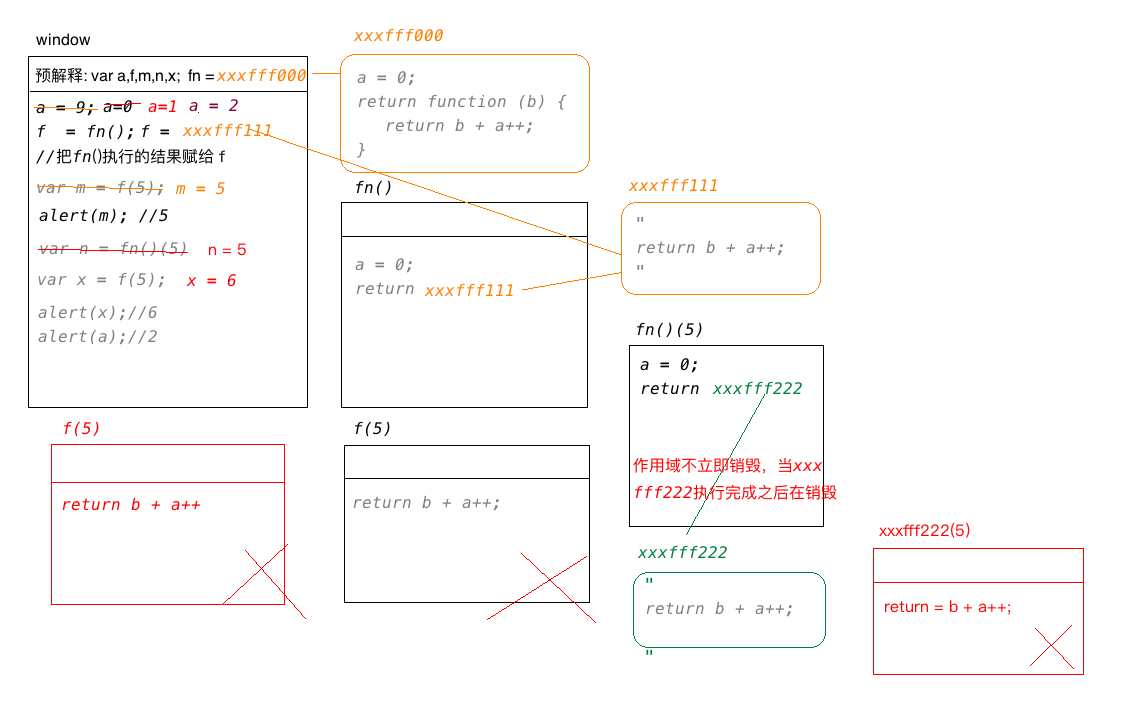 window
预解释: var a,f,m,n,x; fn = xxxfff000
a = 9; a=0 a=1 a = 2
f = fn(); f = xxxfff111
//把fn()执行的结果赋给 f
var m = f(5); m = 5
alert(m); //5
var n = fn()(5) n = 5
var x = f(5); x = 6
alert(x);//6
alert(a);//2
xxxfff000
a = 0;
return function (b) {
return b + a++;
}
fn()
a = 0;
return xxxfff111
xxxfff111
"
return b + a++;
"
fn()(5)
a = 0;
return xxxfff222
作用域不立即销毁，当xxx
fff222执行完成之后在销毁
f(5)
return b + a++
f(5)
return b + a++;
xxxfff222
"
return b + a++;
"
xxxfff222(5)
return = b + a++;